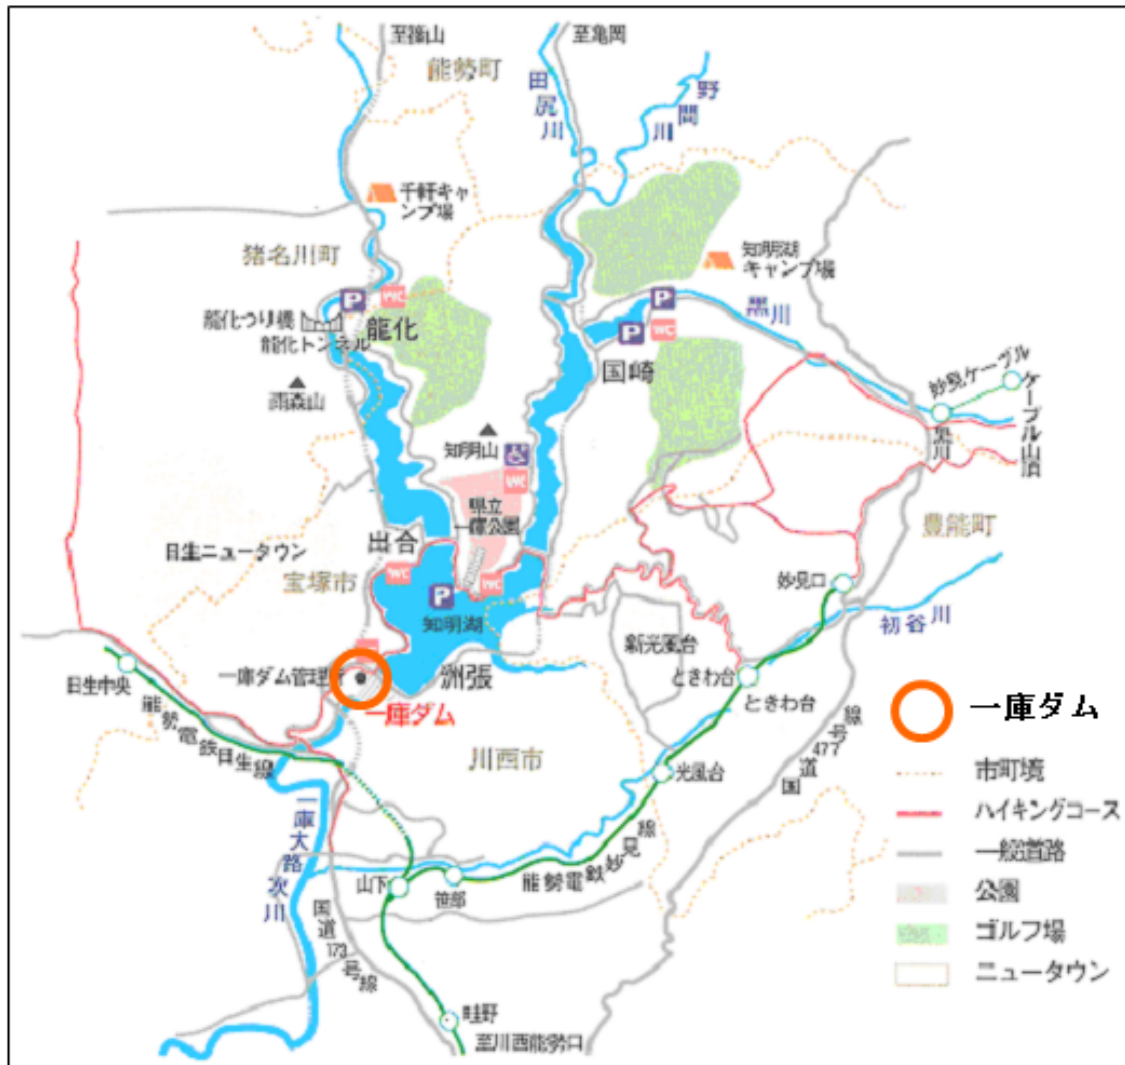 至篠山
至亀岡
能勢町
田尻川
野間川
千軒キャ
ンプ場
猪名川町
知明湖
キャンプ場
P
WC
P
龍化つり橋
龍化
龍化トンネル
P
WC
黒川
国崎
妙見ケーブル
ケーブル山頂
黒川
雨森山
知明山
WC
県立
一庫公園
出合
日生ニュータウン
豊能町
WC
WC
宝塚市
P
知明湖
妙見口
初谷川
新光風台
一庫ダム管理所
洲張
日生中央
ときわ台
ときわ台
一庫ダム
一庫ダム
能勢電鉄日生線
川西市
国道477号線
光風台
市町境
一庫大路次川
ハイキングコース
能勢電鉄妙見線
一般道路
山下
笹部
公園
国道173号線
ゴルフ場
ニュータウン
畦野
至川西能勢口